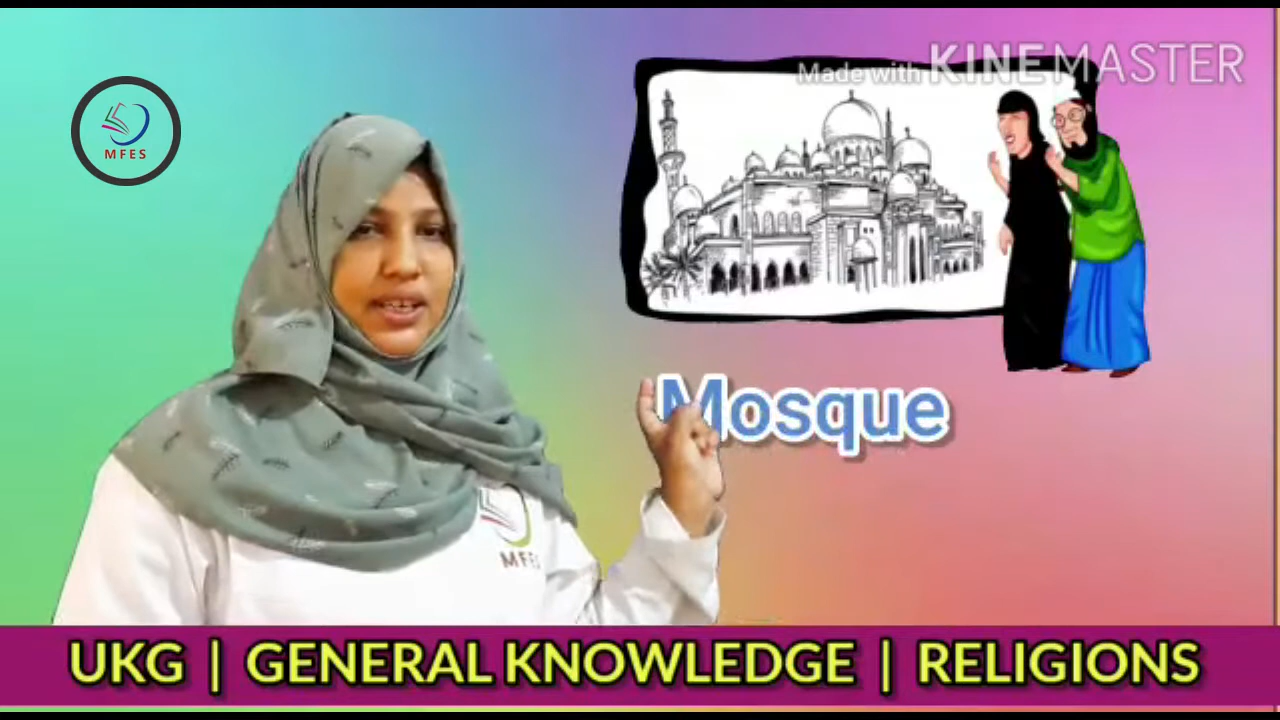 Made with KINEMASTER
MFES
Mosque
MFES
UKG | GENERAL KNOWLEDGE | RELIGIONS